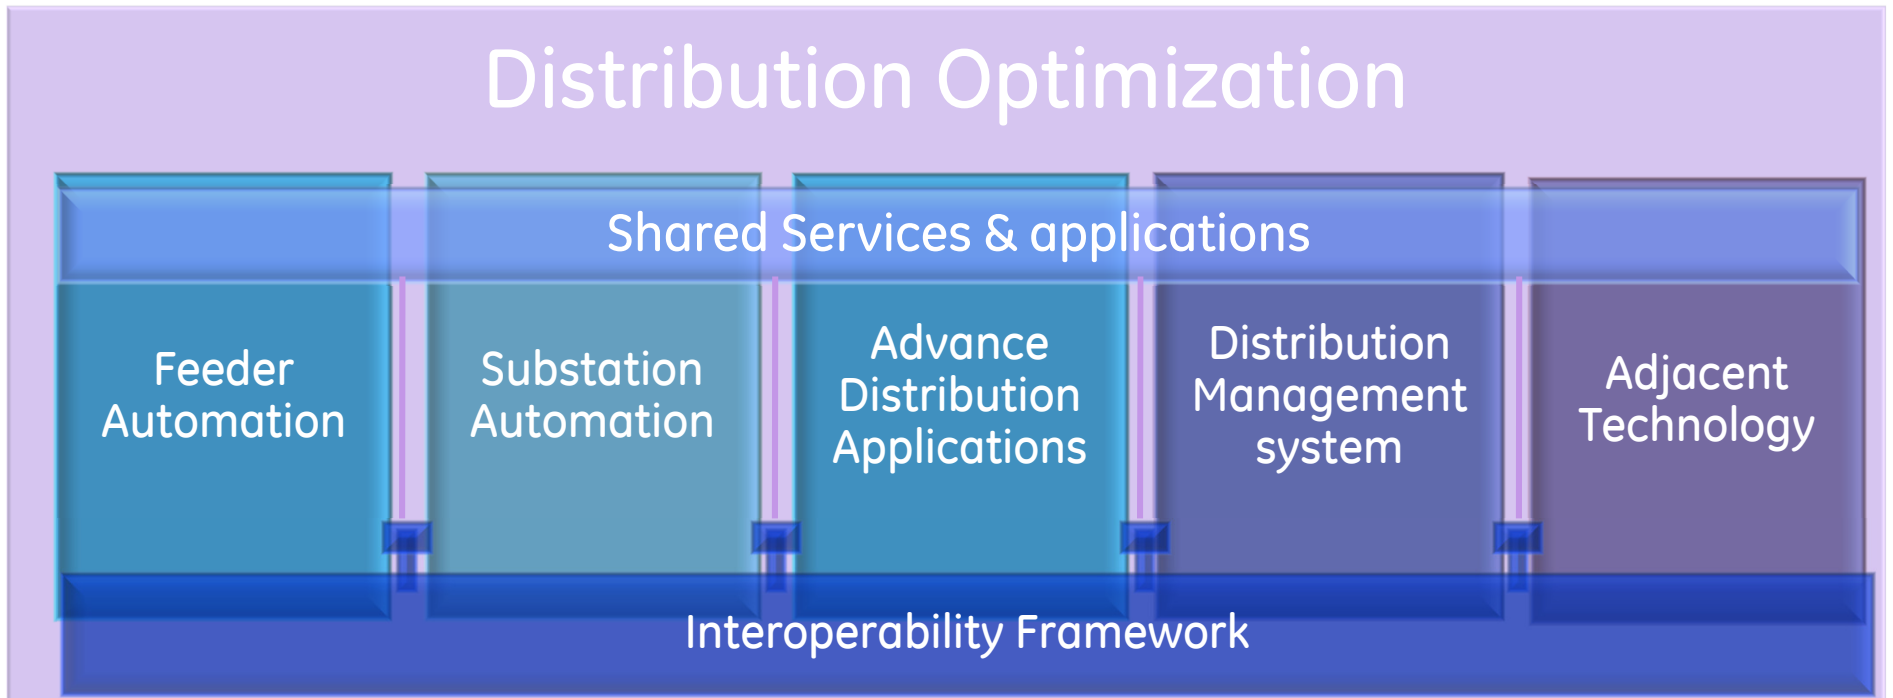 Distribution Optimization
Shared Services & applications
Feeder
Automation
Substation
Automation
Advance
Distribution
Applications
Distribution
Management
system
Adjacent
Technology
Interoperability Framework